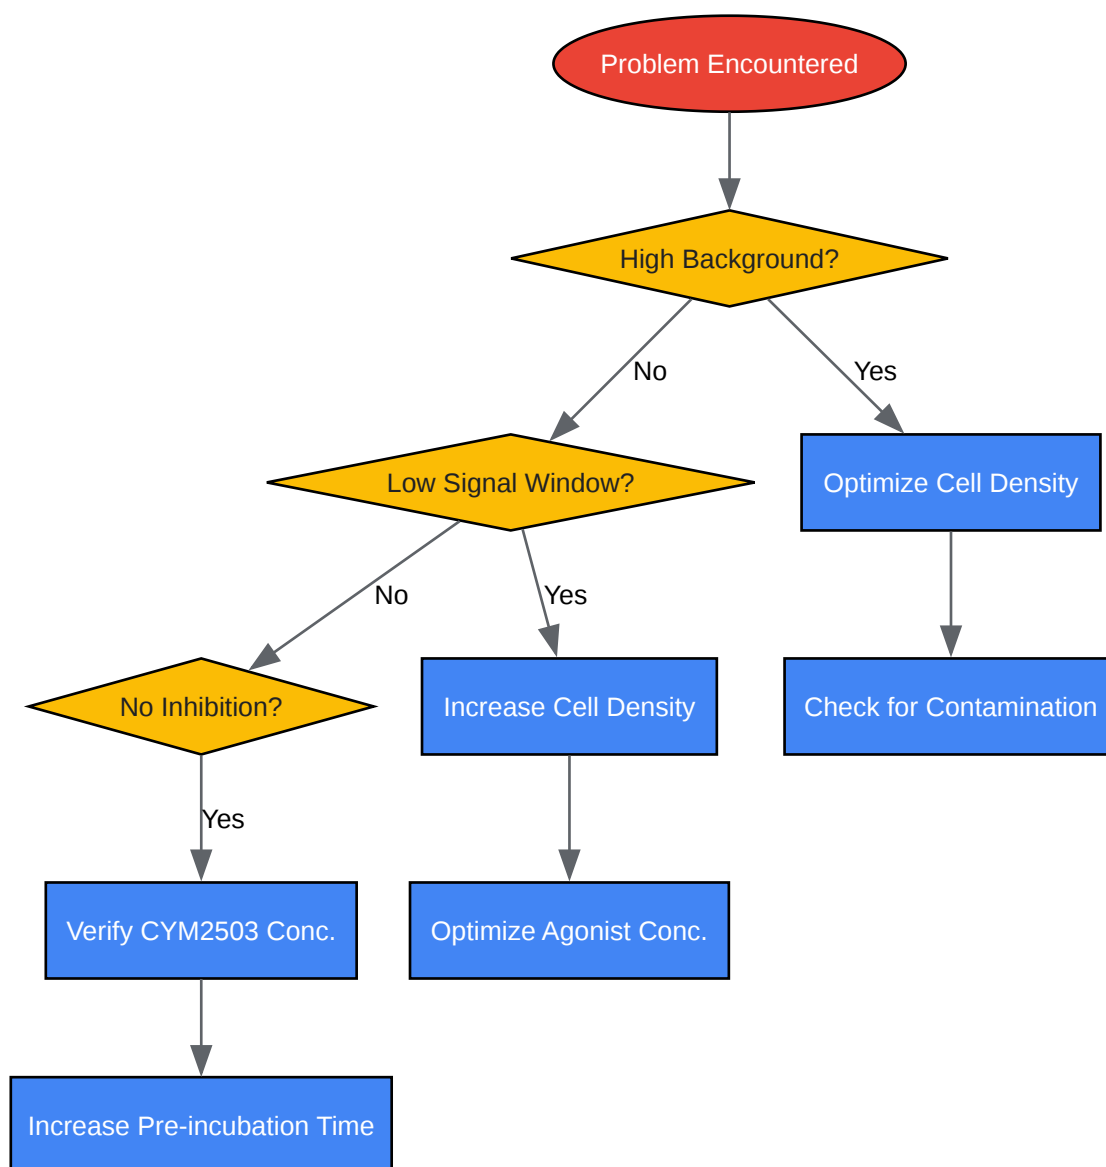 Problem Encountered
High Background?
No
Yes
Low Signal Window?
Optimize Cell Density
No
Yes
No Inhibition?
Increase Cell Density
Check for Contamination
Yes
Verify CYM2503 Conc.
Optimize Agonist Conc.
Increase Pre-incubation Time